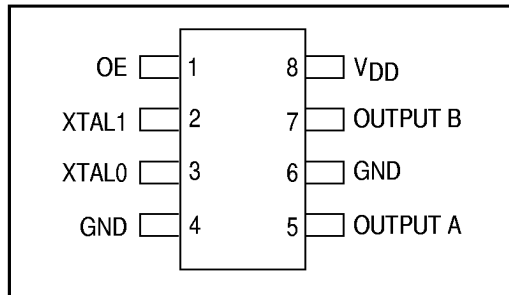 OE 1 8 VDD
XTAL1 2 7 OUTPUT B
XTAL0 3 6 GND
GND 4 5 OUTPUT A